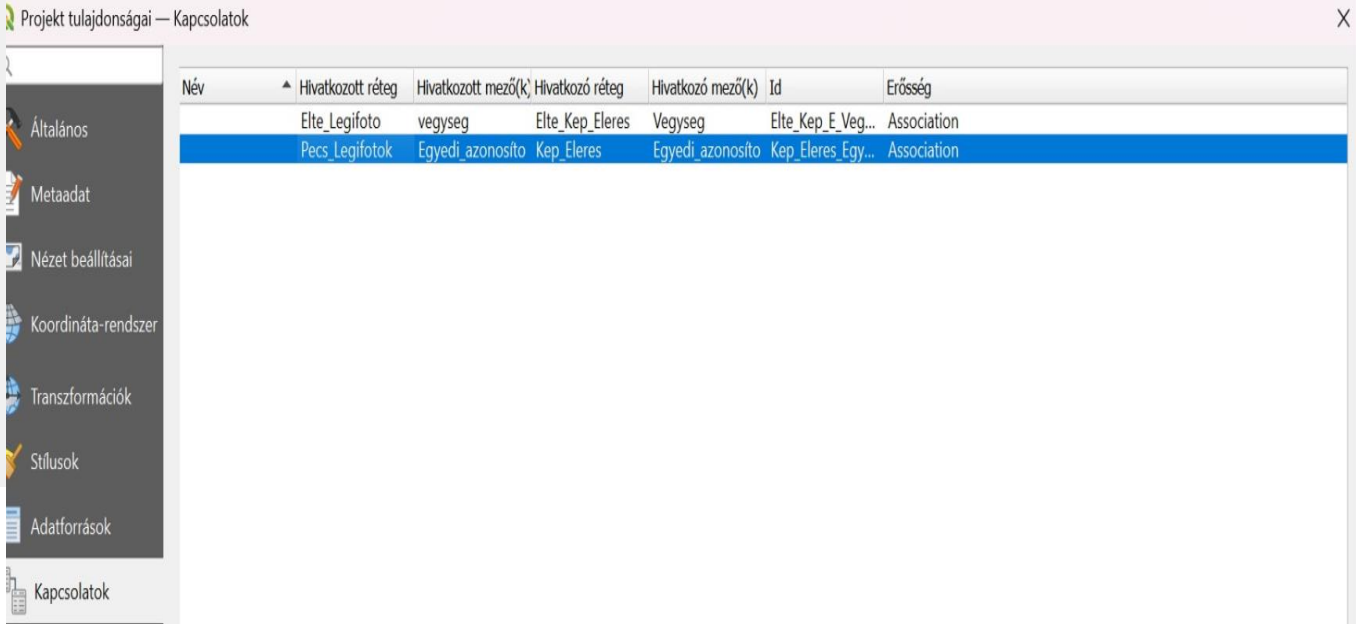 Projekt tulajdonságai — Kapcsolatok
Név Hivatkozott réteg Hivatkozott mező(k) Hivatkozó réteg Hivatkozó mező(k) Id Erősség
Elte_Legifoto vegyseg Elte_Kep_Eleres Vegyseg Elte_Kep_E_Veg... Association
Pecs_Legifotok Egyedi_azonosíto Kep_Eleres Egyedi_azonosíto Kep_Eleres_Egy... Association
Általános
Metaadat
Nézet beállításai
Koordináta-rendszer
Transzformációk
Stílusok
Adatforrások
Kapcsolatok